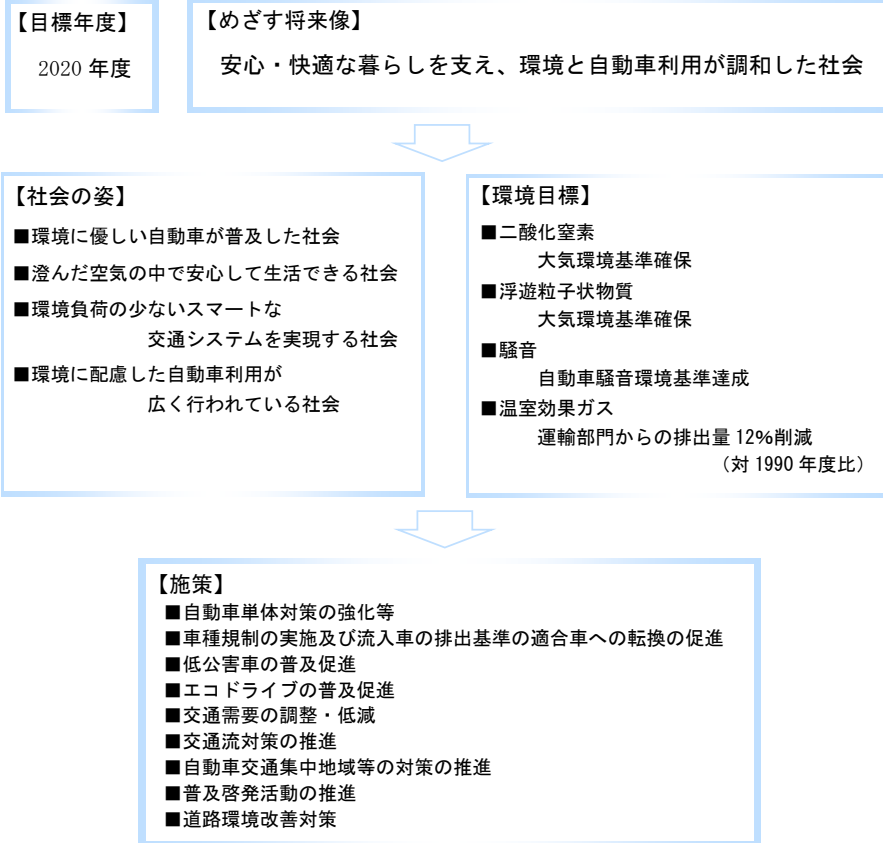 【目標年度】
2020 年度
【めざす将来像】
安心・快適な暮らしを支え、環境と自動車利用が調和した社会
【社会の姿】
■環境に優しい自動車が普及した社会
■澄んだ空気の中で安心して生活できる社会
■環境負荷の少ないスマートな
交通システムを実現する社会
■環境に配慮した自動車利用が
広く行われている社会
【環境目標】
■二酸化窒素
大気環境基準確保
■浮遊粒子状物質
大気環境基準確保
■騒音
自動車騒音環境基準達成
■温室効果ガス
運輸部門からの排出量 12%削減
（対 1990 年度比）
【施策】
■自動車単体対策の強化等
■車種規制の実施及び流入車の排出基準の適合車への転換の促進
■低公害車の普及促進
■エコドライブの普及促進
■交通需要の調整・低減
■交通流対策の推進
■自動車交通集中地域等の対策の推進
■普及啓発活動の推進
■道路環境改善対策